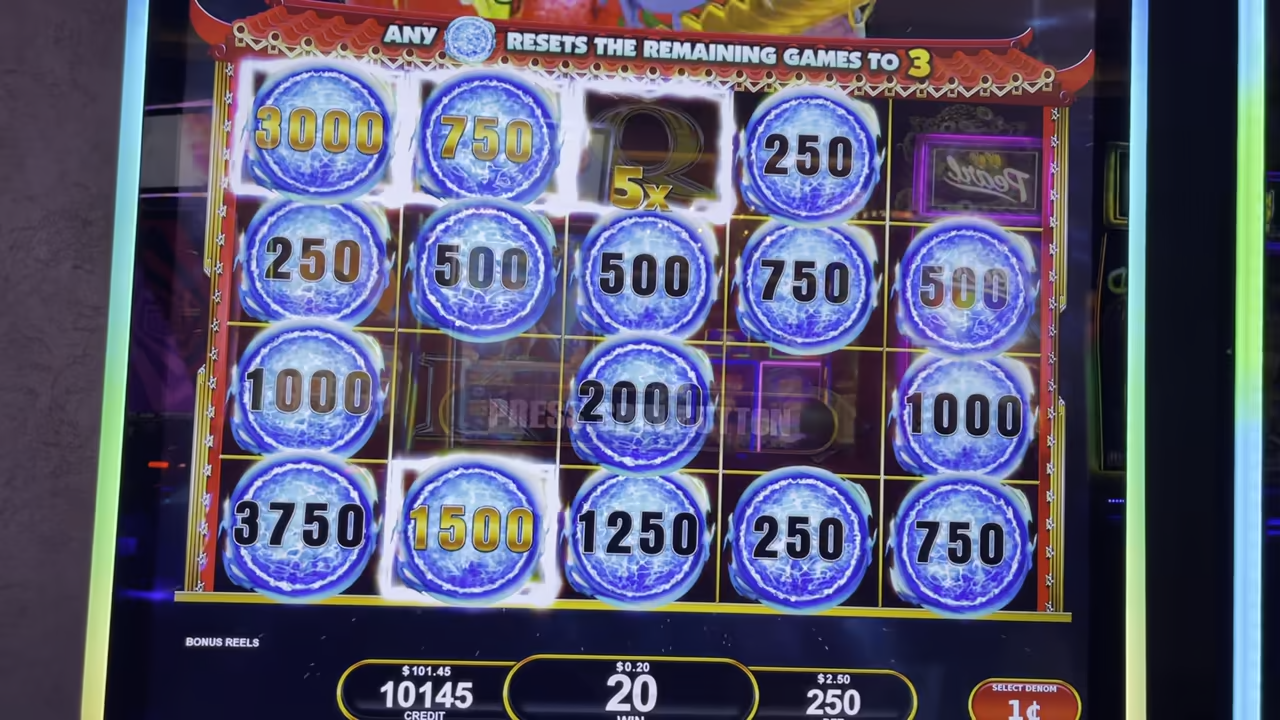 ANY RESETS THE REMAINING GAMES TO 3
3000 750 5x 250
250 500 500 750 500
1000 2000 1000
3750 1500 1250 250 750
BONUS REELS
$101.45 $0.20 $2.50
10145 20 250
CREDIT WIN BET
SELECT DENOM
1¢
Pearl